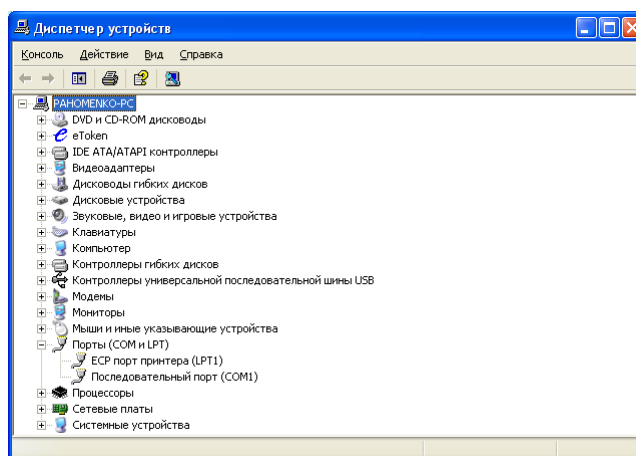 Диспетчер устройств
Консоль Действие Вид Справка
PAHOMENKO-PC
DVD и CD-ROM дисководы
eToken
IDE ATA/ATAPI контроллеры
Видеоадаптеры
Дисководы гибких дисков
Дисковые устройства
Звуковые, видео и игровые устройства
Клавиатуры
Компьютер
Контроллеры гибких дисков
Контроллеры универсальной последовательной шины USB
Модемы
Мониторы
Мыши и иные указывающие устройства
Порты (COM и LPT)
ECP порт принтера (LPT1)
Последовательный порт (COM1)
Процессоры
Сетевые платы
Системные устройства